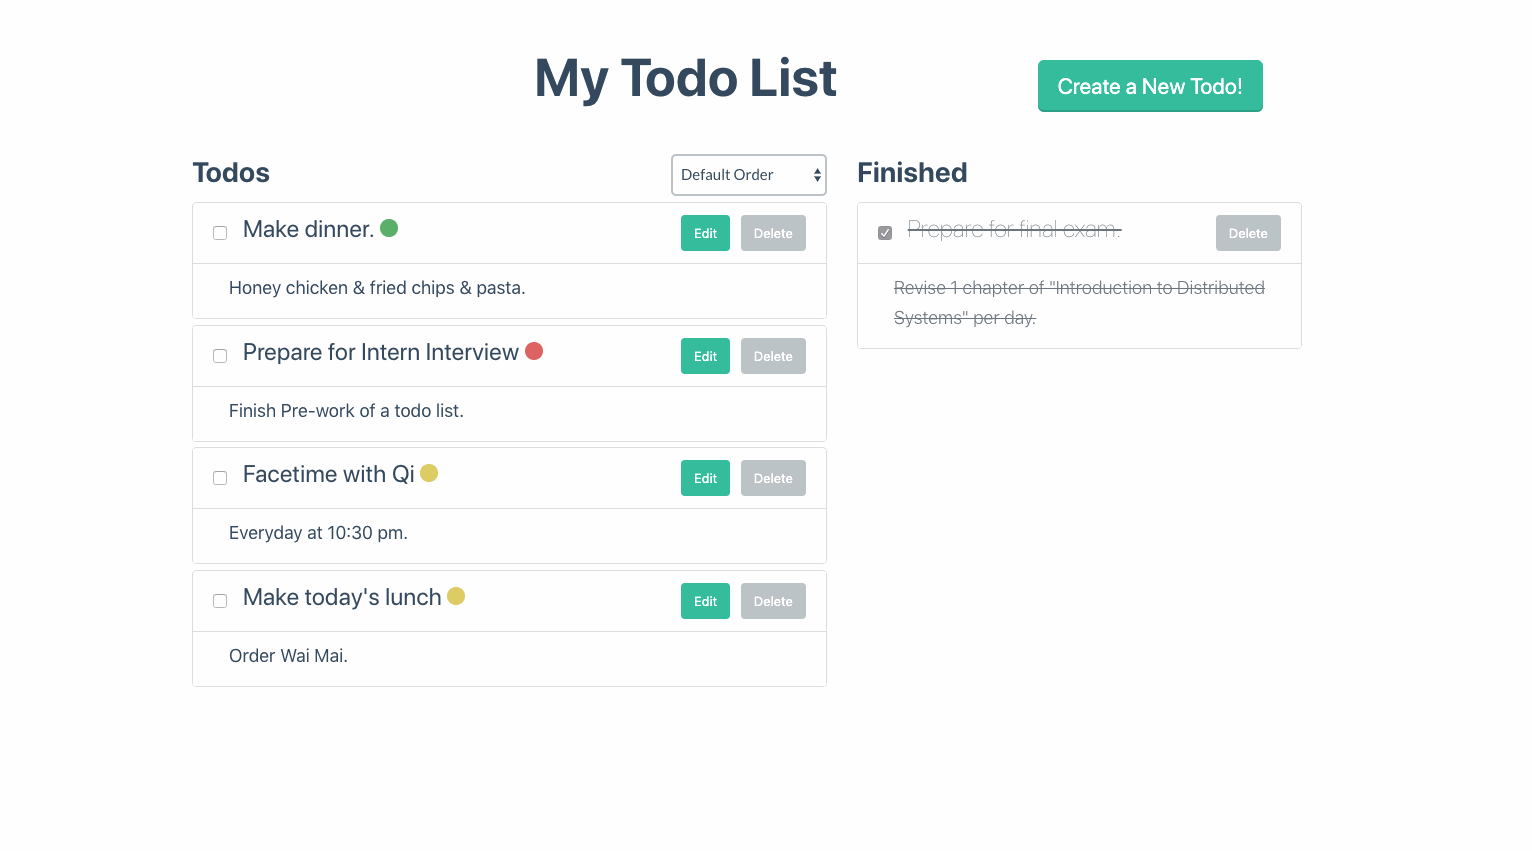 My Todo List
Create a New Todo!
Todos
Default Order
Make dinner.
Edit
Delete
Honey chicken & fried chips & pasta.
Prepare for Intern Interview
Edit
Delete
Finish Pre-work of a todo list.
Facetime with Qi
Edit
Delete
Everyday at 10:30 pm.
Make today's lunch
Edit
Delete
Order Wai Mai.
Finished
Prepare for final exam.
Delete
Revise 1 chapter of "Introduction to Distributed
Systems" per day.